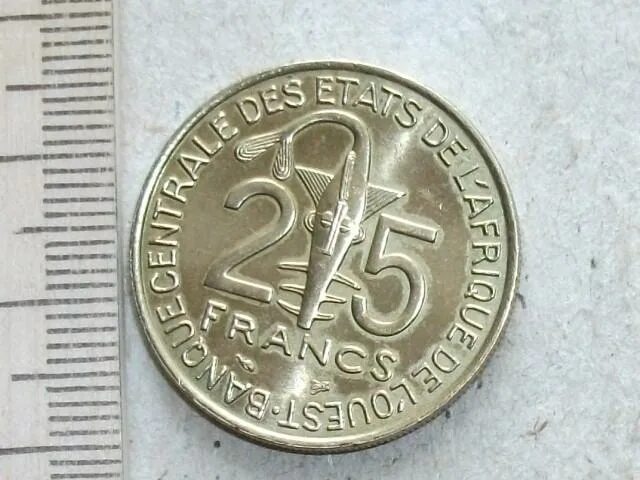 BANQUE CENTRALE DES ETATS DE L'AFRIQUE DE L'OUEST ·
25
FRANCS